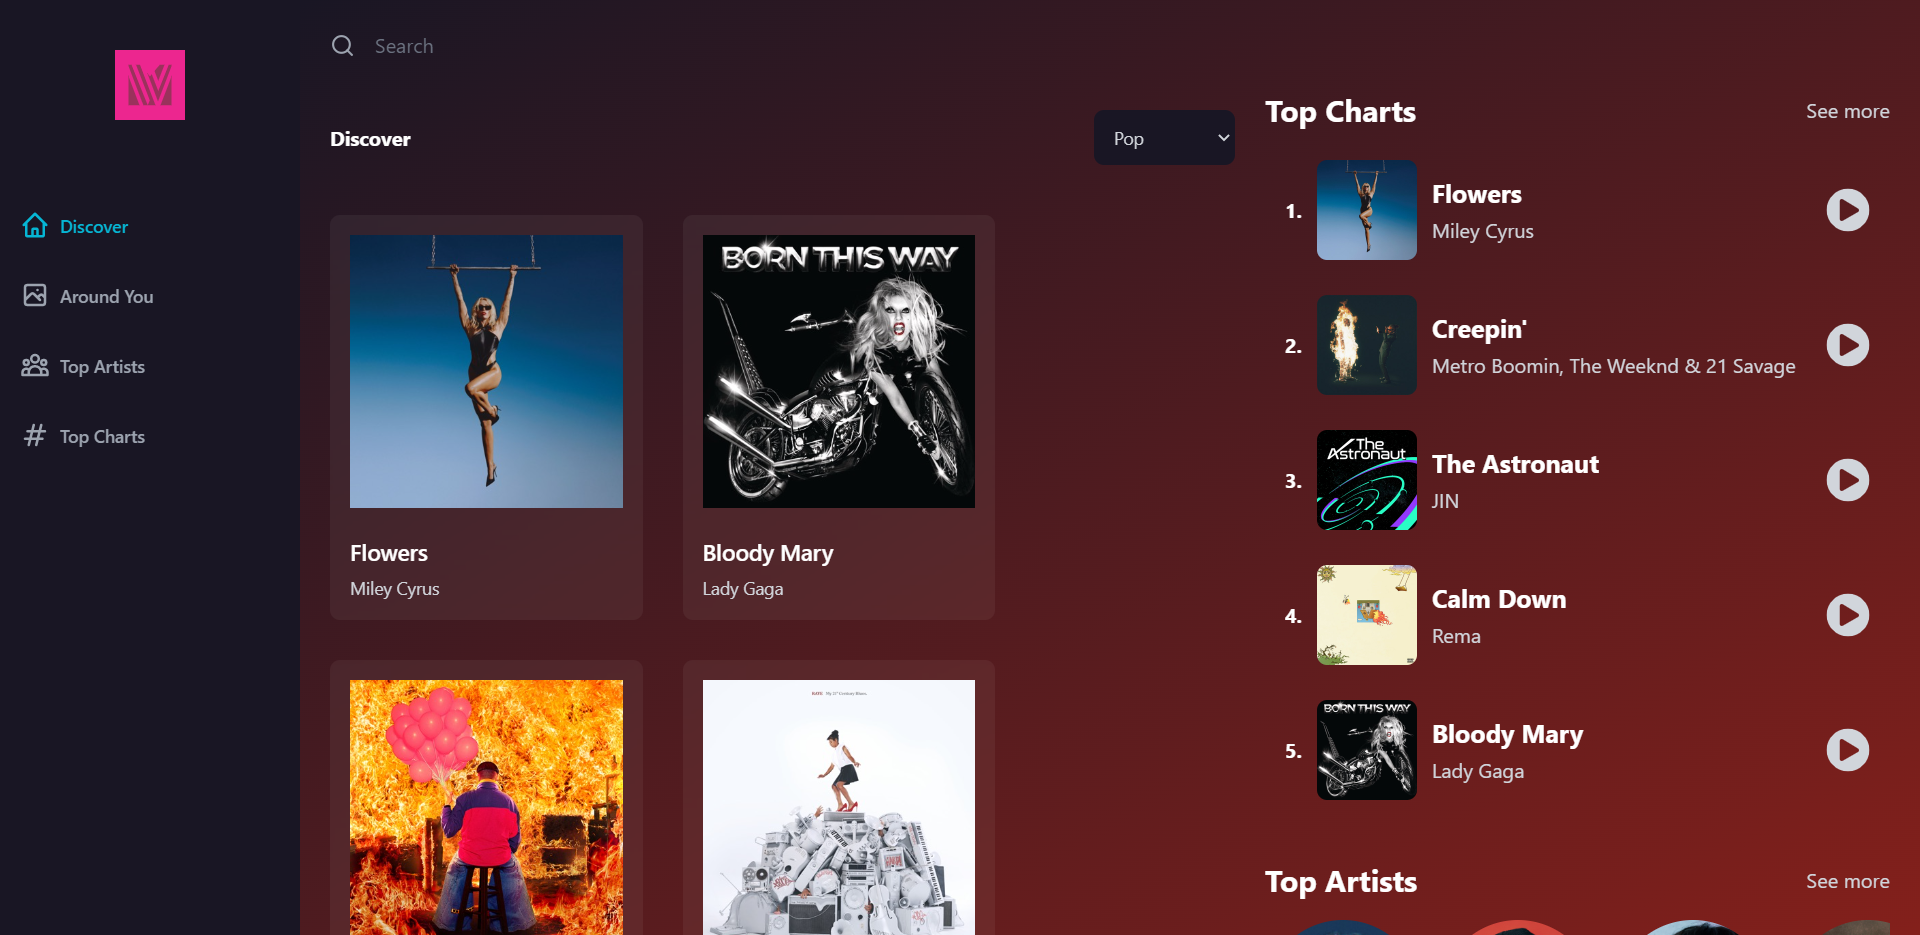 Search
Discover
Around You
Top Artists
Top Charts
Discover
Pop
BORN THIS WAY
Flowers
Miley Cyrus
Bloody Mary
Lady Gaga
Top Charts
See more
1.
Flowers
Miley Cyrus
2.
Creepin'
Metro Boomin, The Weeknd & 21 Savage
3.
The
Astronaut
The Astronaut
JIN
4.
Calm Down
Rema
5.
BORN THIS WAY
Bloody Mary
Lady Gaga
Top Artists
See more